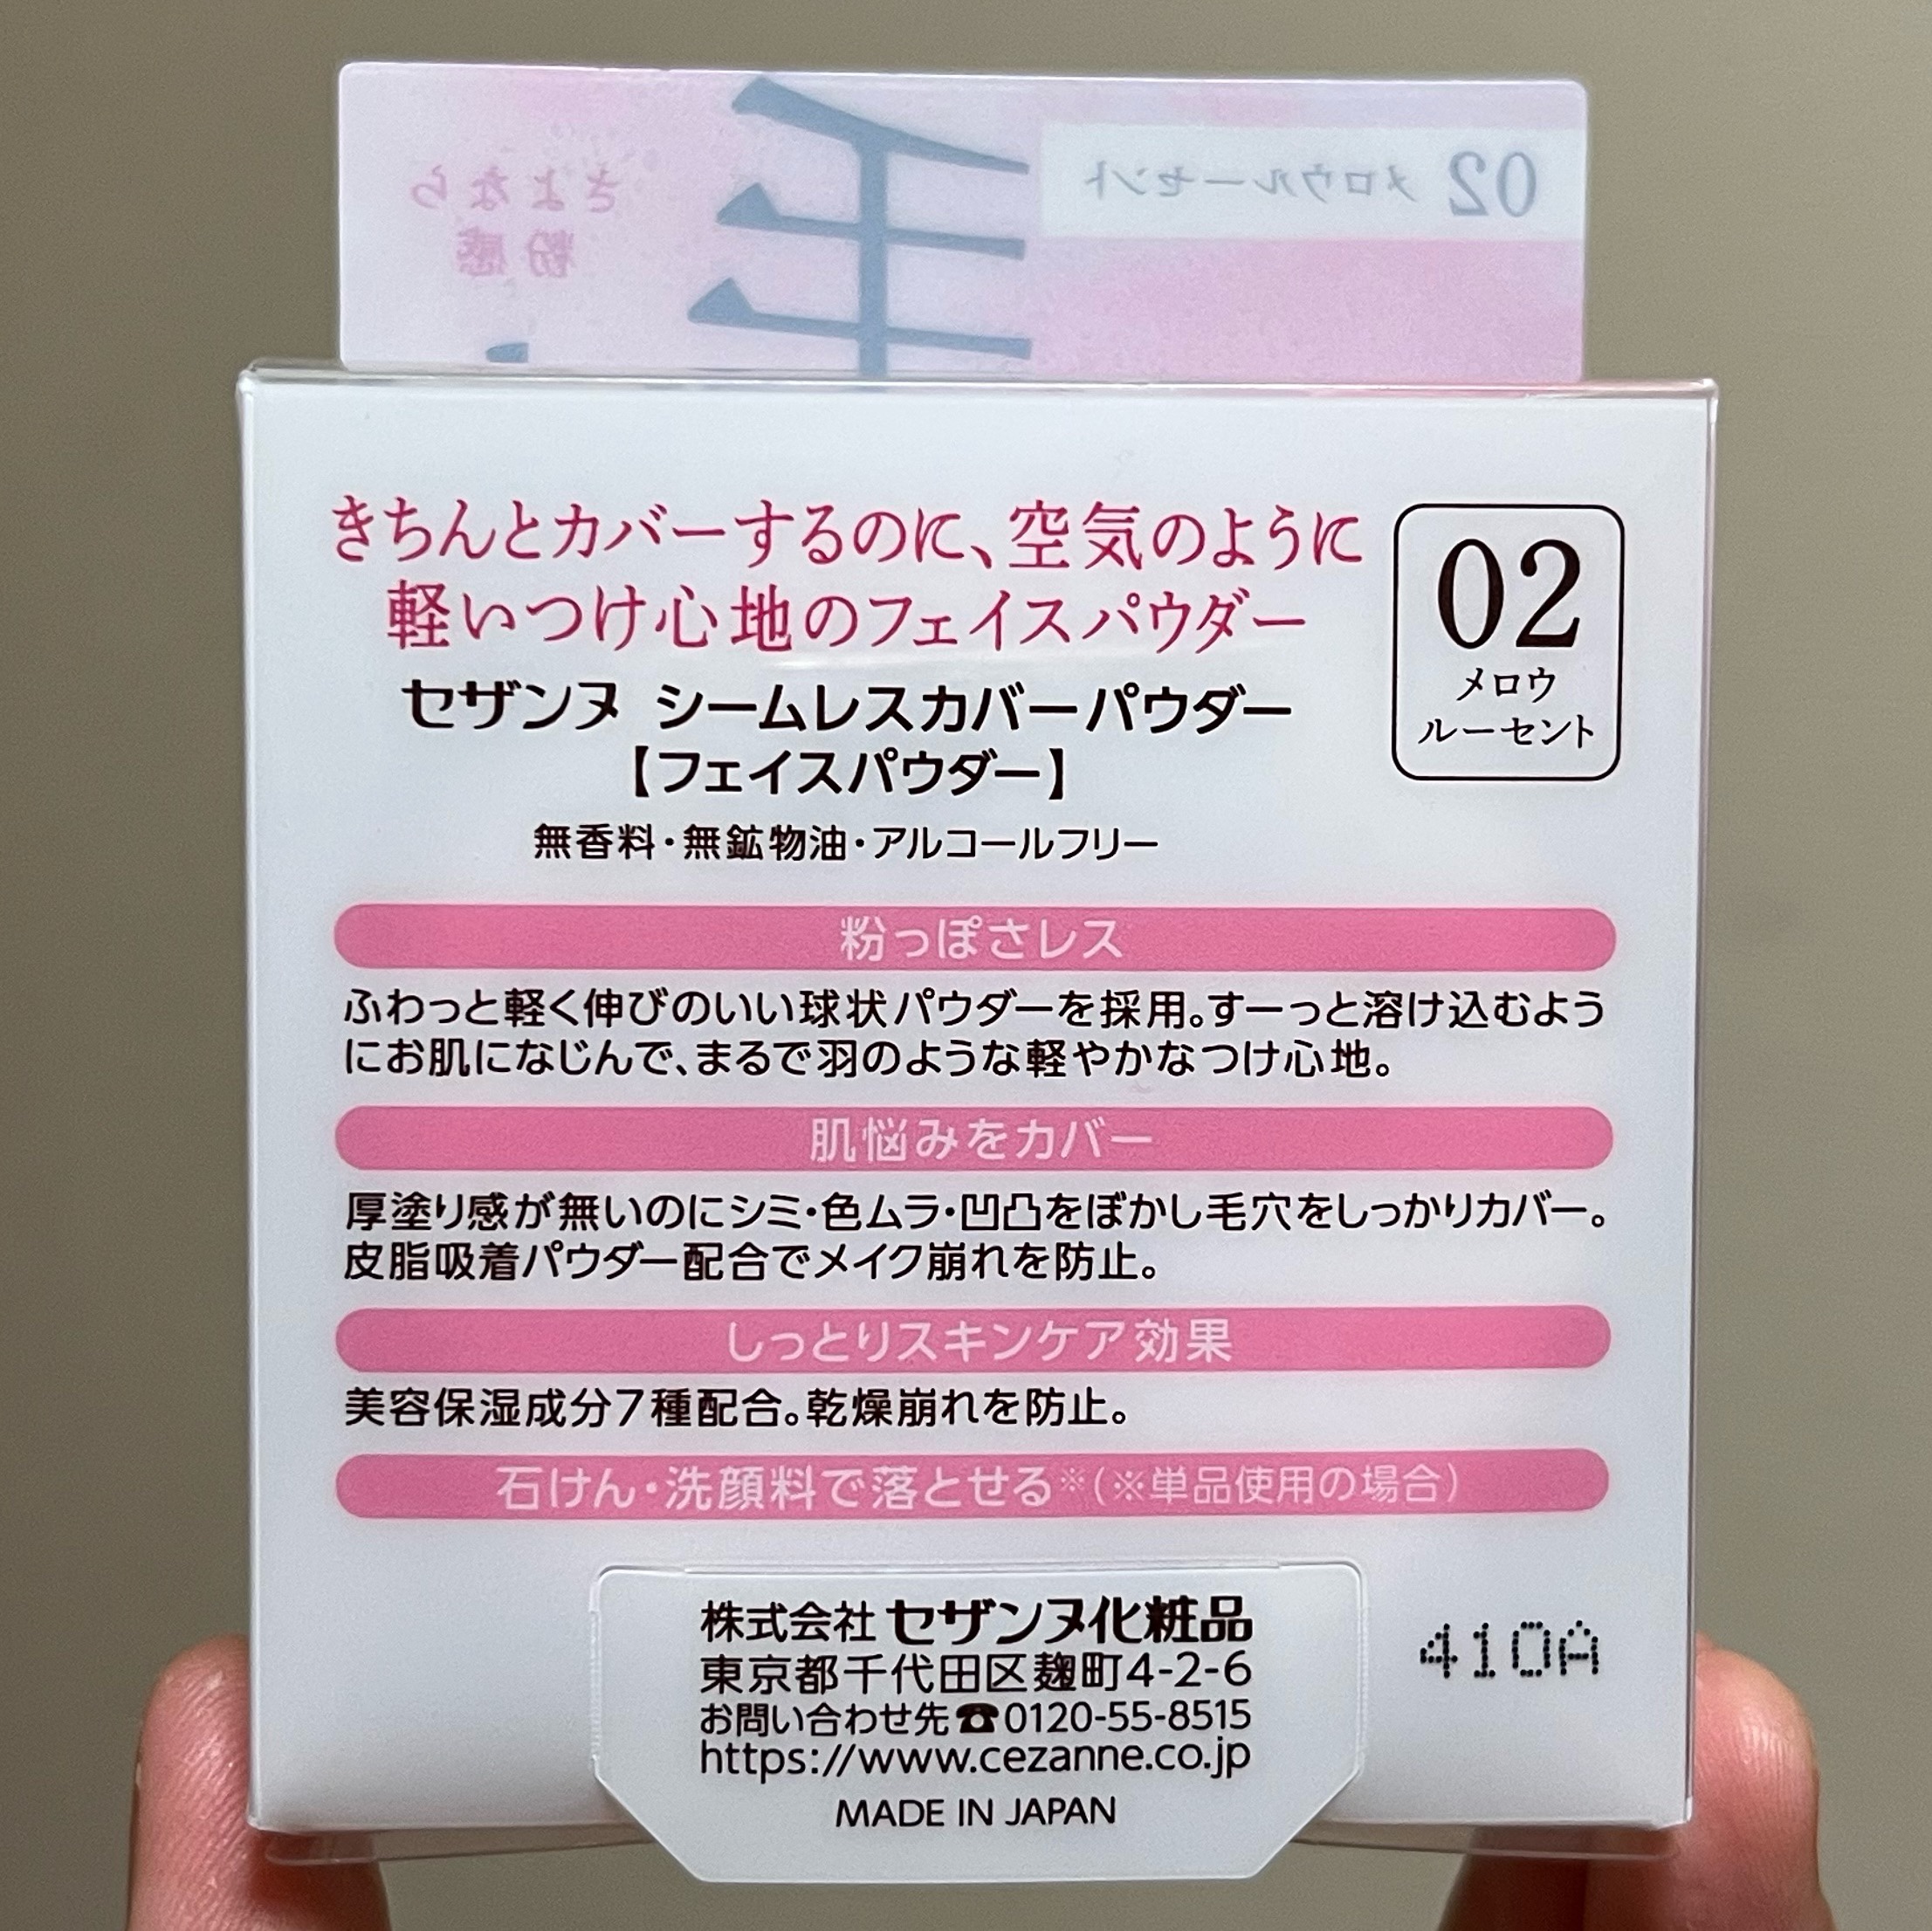 02 メロウルーセント
さよなら
粉感
毛
きちんとカバーするのに、空気のように
軽いつけ心地のフェイスパウダー
セザンヌ シームレスカバーパウダー
【フェイスパウダー】
無香料・無鉱物油・アルコールフリー
02
メロウ
ルーセント
粉っぽさレス
ふわっと軽く伸びのいい球状パウダーを採用。すーっと溶け込むよう
にお肌になじんで、まるで羽のような軽やかなつけ心地。
肌悩みをカバー
厚塗り感が無いのにシミ・色ムラ・凹凸をぼかし毛穴をしっかりカバー。
皮脂吸着パウダー配合でメイク崩れを防止。
しっとりスキンケア効果
美容保湿成分7種配合。乾燥崩れを防止。
石けん・洗顔料で落とせる※(※単品使用の場合)
株式会社 セザンヌ化粧品
東京都千代田区麹町4-2-6
お問い合わせ先☎0120-55-8515
https://www.cezanne.co.jp
MADE IN JAPAN
410A